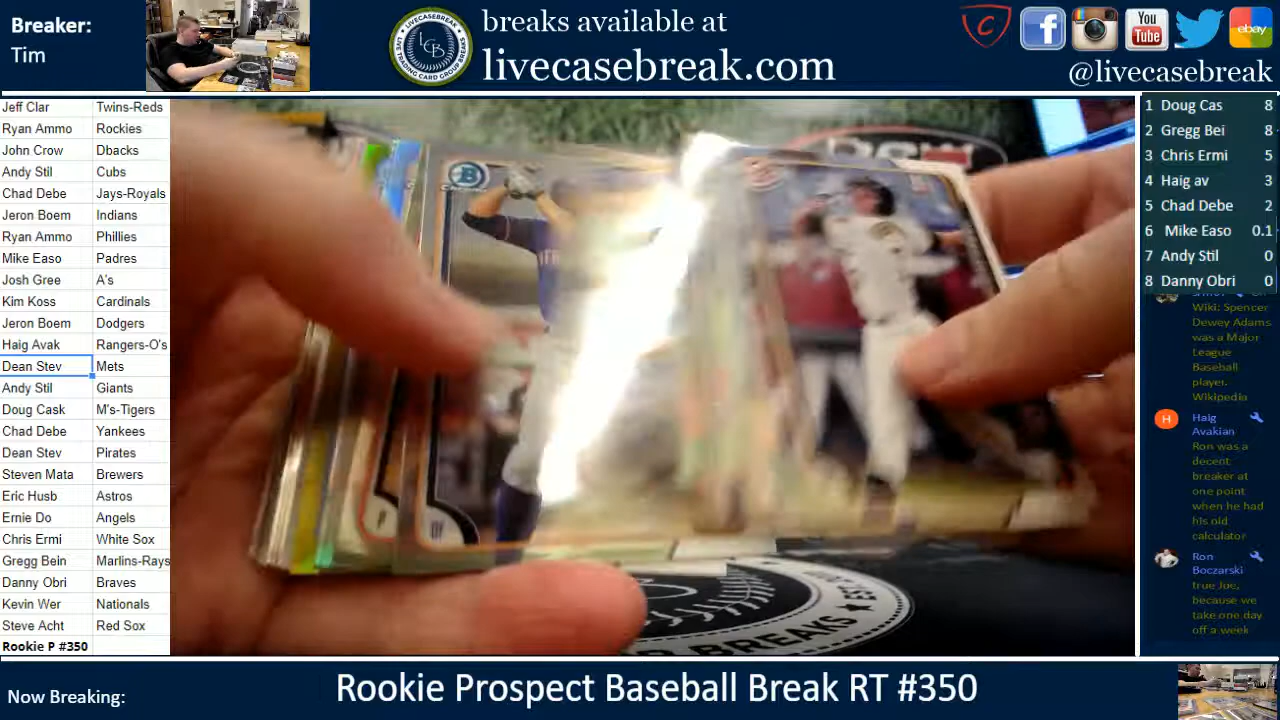 Breaker:
Tim
breaks available at
livecasebreak.com
You
Tube
ebay
@livecasebreak
LCB
Jeff Clar Twins-Reds
Ryan Ammo Rockies
John Crow Dbacks
Andy Stil Cubs
Chad Debe Jays-Royals
Jeron Boem Indians
Ryan Ammo Phillies
Mike Easo Padres
Josh Gree A's
Kim Koss Cardinals
Jeron Boem Dodgers
Haig Avak Rangers-O's
Dean Stev Mets
Andy Stil Giants
Doug Cask M's-Tigers
Chad Debe Yankees
Dean Stev Pirates
Steven Mata Brewers
Eric Husb Astros
Ernie Do Angels
Chris Ermi White Sox
Gregg Bein Marlins-Rays
Danny Obri Braves
Kevin Wer Nationals
Steve Acht Red Sox
Rookie P #350
BREAKS
1 Doug Cas 8
2 Gregg Bei 8
3 Chris Ermi 5
4 Haig av 3
5 Chad Debe 2
6 Mike Easo 0.1
7 Andy Stil 0
8 Danny Obri 0
Wiki: Spencer
Dewey Adams
was a Major
League
Baseball
player.
Wikipedia
H Haig
Avakian
Ron was a
decent
breaker at
one point
when he had
his old
calculator
Ron
Boczarski
true Joe,
because we
take one day
off a week
Now Breaking:
Rookie Prospect Baseball Break RT #350